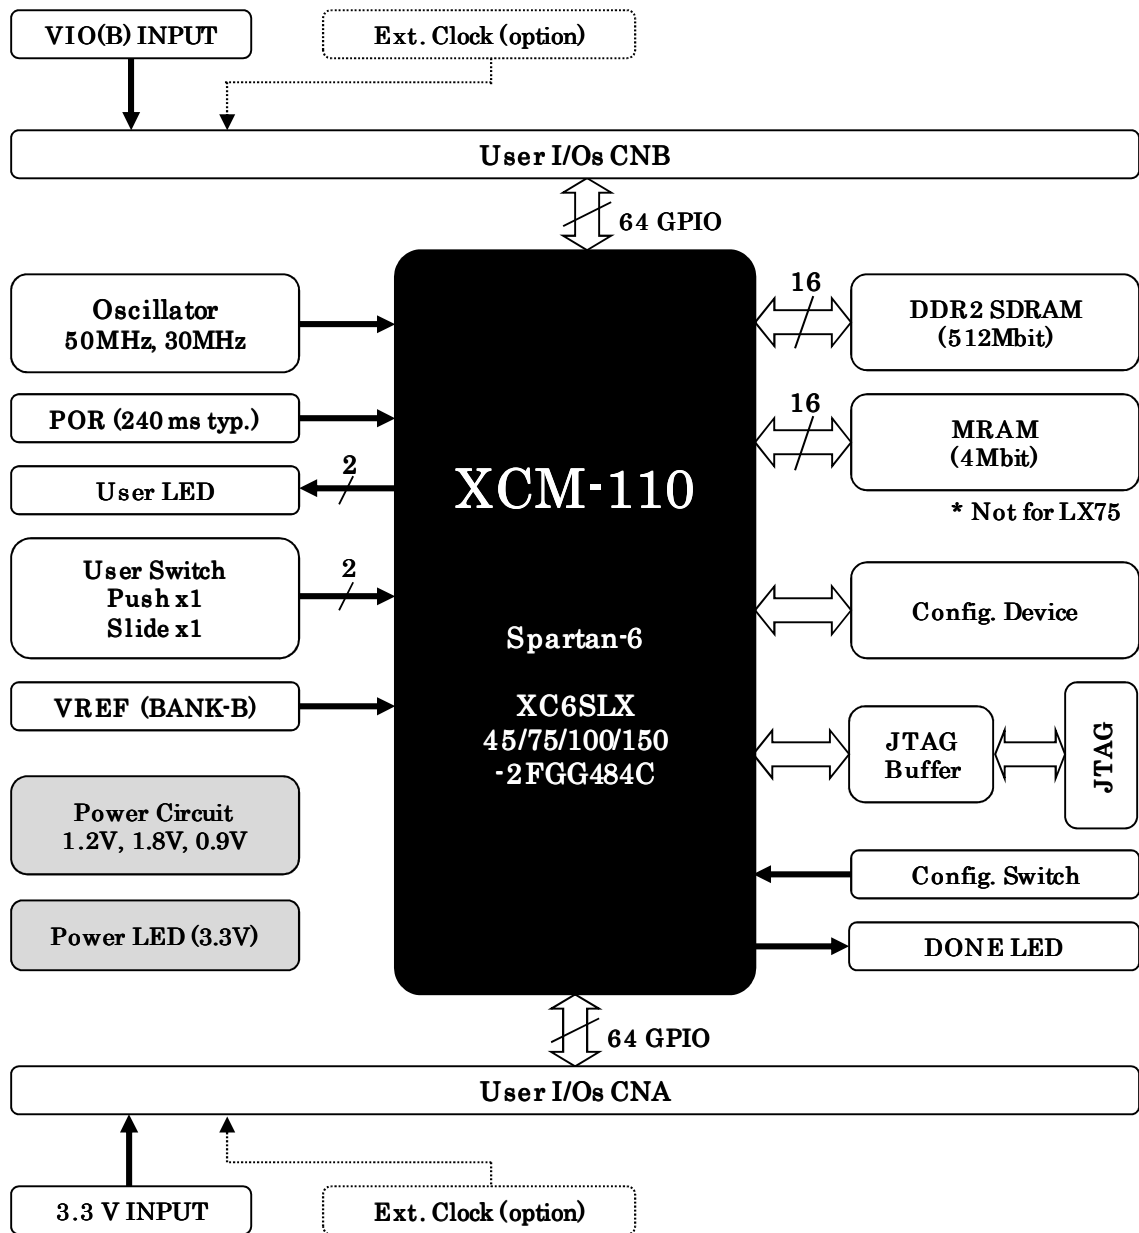 VIO(B) INPUT
Ext. Clock (option)
User I/Os CNB
64 GPIO
Oscillator
50MHz, 30MHz
POR (240 ms typ.)
2
User LED
User Switch
Push x1
Slide x1
2
VREF (BANK-B)
Power Circuit
1.2V, 1.8V, 0.9V
Power LED (3.3V)
XCM-110
Spartan-6
XC6SLX
45/75/100/150
-2FGG484C
16
DDR2 SDRAM
(512Mbit)
16
MRAM
(4Mbit)
* Not for LX75
Config. Device
JTAG
Buffer
JTAG
Config. Switch
DONE LED
64 GPIO
User I/Os CNA
3.3 V INPUT
Ext. Clock (option)